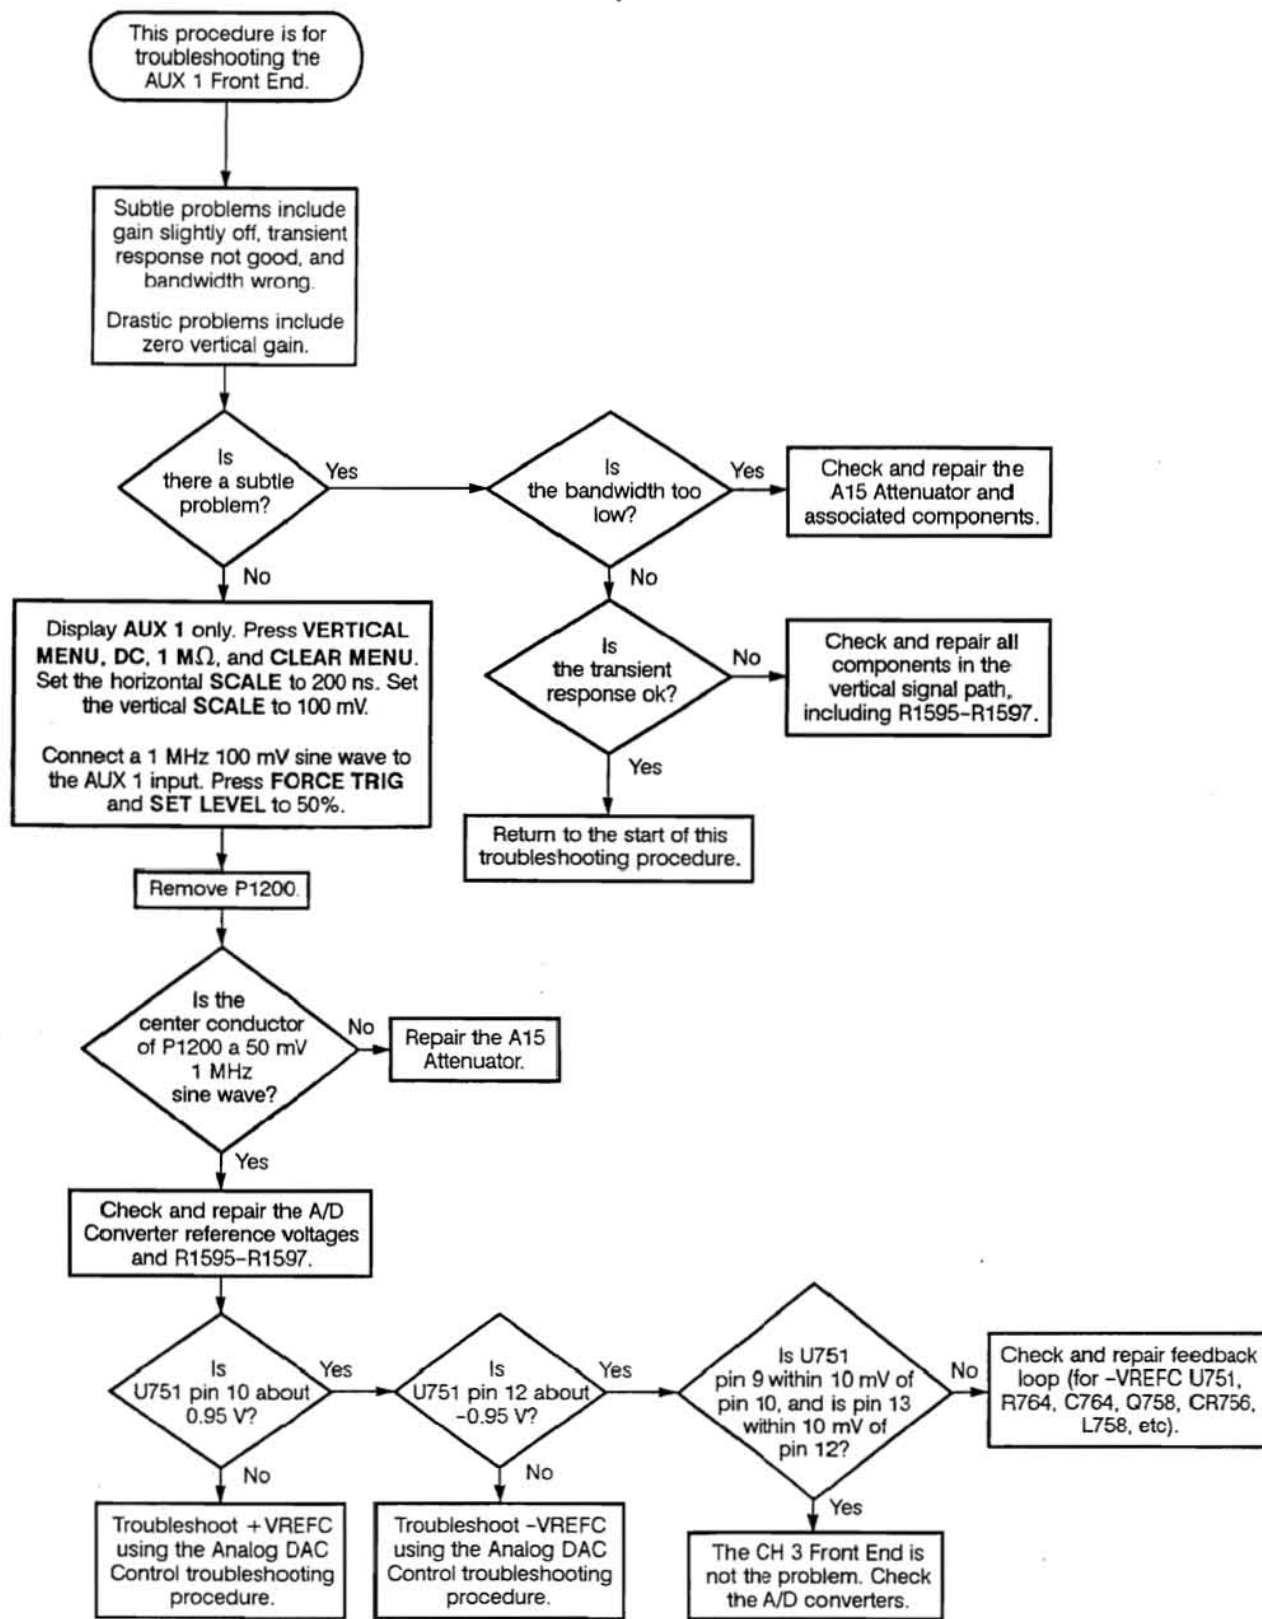 This procedure is for
troubleshooting the
AUX 1 Front End.
Subtle problems include
gain slightly off, transient
response not good, and
bandwidth wrong.
Drastic problems include
zero vertical gain.
Is
there a subtle
problem?
Yes
No
Is
the bandwidth too
low?
Yes
No
Check and repair the
A15 Attenuator and
associated components.
Display AUX 1 only. Press VERTICAL
MENU, DC, 1 MΩ, and CLEAR MENU.
Set the horizontal SCALE to 200 ns. Set
the vertical SCALE to 100 mV.
Connect a 1 MHz 100 mV sine wave to
the AUX 1 input. Press FORCE TRIG
and SET LEVEL to 50%.
Is
the transient
response ok?
No
Yes
Check and repair all
components in the
vertical signal path,
including R1595–R1597.
Return to the start of this
troubleshooting procedure.
Remove P1200.
Is the
center conductor
of P1200 a 50 mV
1 MHz
sine wave?
No
Yes
Repair the A15
Attenuator.
Check and repair the A/D
Converter reference voltages
and R1595–R1597.
Is
U751 pin 10 about
0.95 V?
Yes
No
Is
U751 pin 12 about
–0.95 V?
Yes
No
Is U751
pin 9 within 10 mV of
pin 10, and is pin 13
within 10 mV of
pin 12?
No
Yes
Check and repair feedback
loop (for –VREFC U751,
R764, C764, Q758, CR756,
L758, etc).
Troubleshoot +VREFC
using the Analog DAC
Control troubleshooting
procedure.
Troubleshoot –VREFC
using the Analog DAC
Control troubleshooting
procedure.
The CH 3 Front End is
not the problem. Check
the A/D converters.